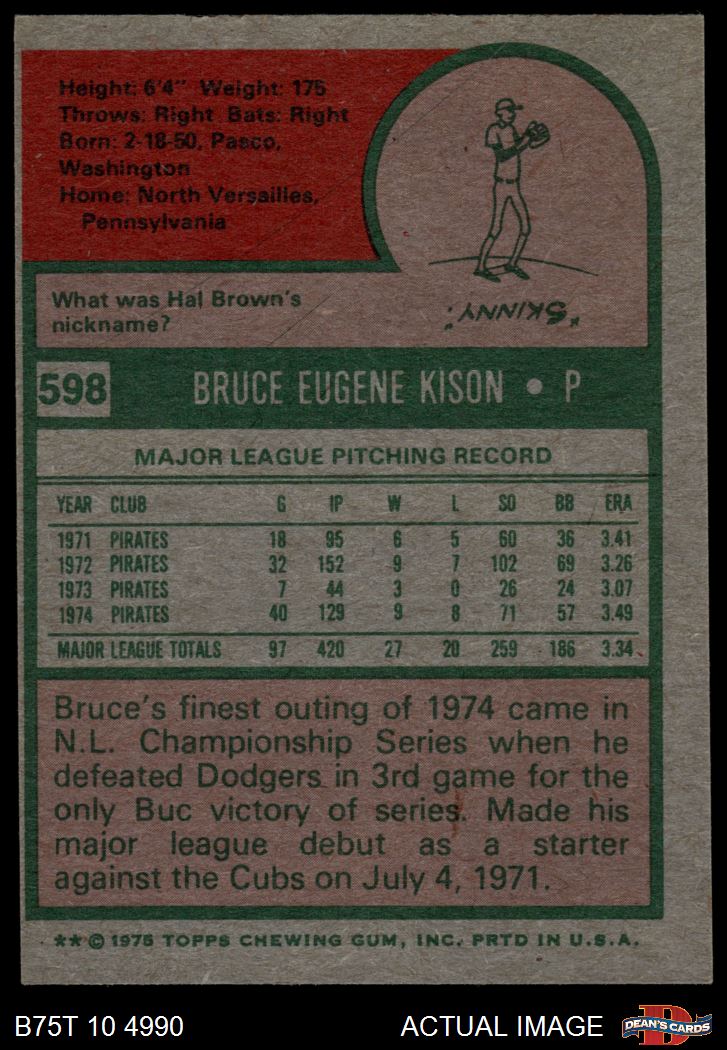 Height: 6'4" Weight: 175
Throws: Right Bats: Right
Born: 2-18-50, Pasco,
Washington
Home: North Versailles,
Pennsylvania
What was Hal Brown's
nickname?
"SKINNY."
598 BRUCE EUGENE KISON • P
MAJOR LEAGUE PITCHING RECORD
YEAR CLUB G IP W L SO BB ERA
1971 PIRATES 18 95 6 5 60 36 3.41
1972 PIRATES 32 152 9 7 102 69 3.26
1973 PIRATES 7 44 3 0 26 24 3.07
1974 PIRATES 40 129 9 8 71 57 3.49
MAJOR LEAGUE TOTALS 97 420 27 20 259 186 3.34
Bruce's finest outing of 1974 came in
N.L. Championship Series when he
defeated Dodgers in 3rd game for the
only Buc victory of series. Made his
major league debut as a starter
against the Cubs on July 4, 1971.
** © 1975 TOPPS CHEWING GUM, INC. PRTD IN U.S.A.
B75T 10 4990 ACTUAL IMAGE
D
DEAN'S CARDS